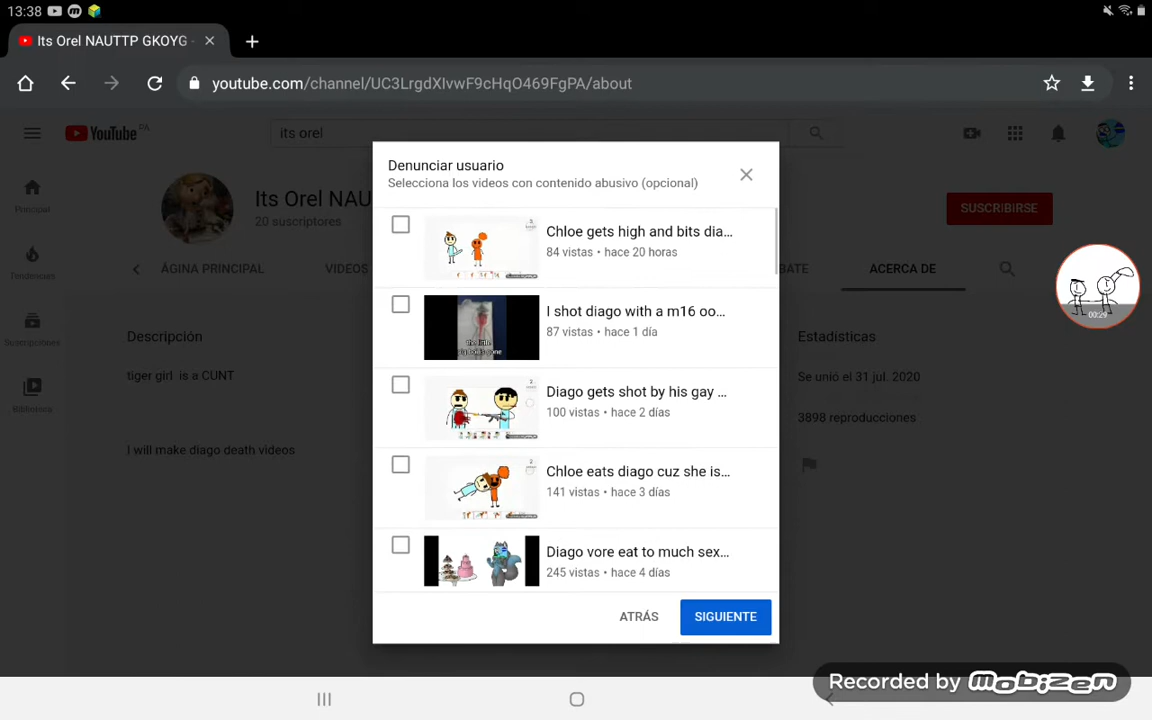 13:38
Its Orel NAUTTP GKOYG -
youtube.com/channel/UC3LrgdXIvwF9cHqO469FgPA/about
YouTube PA
its orel
Denunciar usuario
Selecciona los videos con contenido abusivo (opcional)
Its Orel NAU
20 suscriptores
SUSCRIBIRSE
Principal
Tendencias
Suscripciones
Biblioteca
ÁGINA PRINCIPAL
VIDEOS
BATE
ACERCA DE
Descripción
tiger girl is a CUNT
I will make diago death videos
Estadísticas
Se unió el 31 jul. 2020
3898 reproducciones
Chloe gets high and bits dia...
84 vistas • hace 20 horas
I shot diago with a m16 oo...
87 vistas • hace 1 día
Diago gets shot by his gay ...
100 vistas • hace 2 días
Chloe eats diago cuz she is...
141 vistas • hace 3 días
Diago vore eat to much sex...
245 vistas • hace 4 días
ATRÁS
SIGUIENTE
00:29
Recorded by mobizen